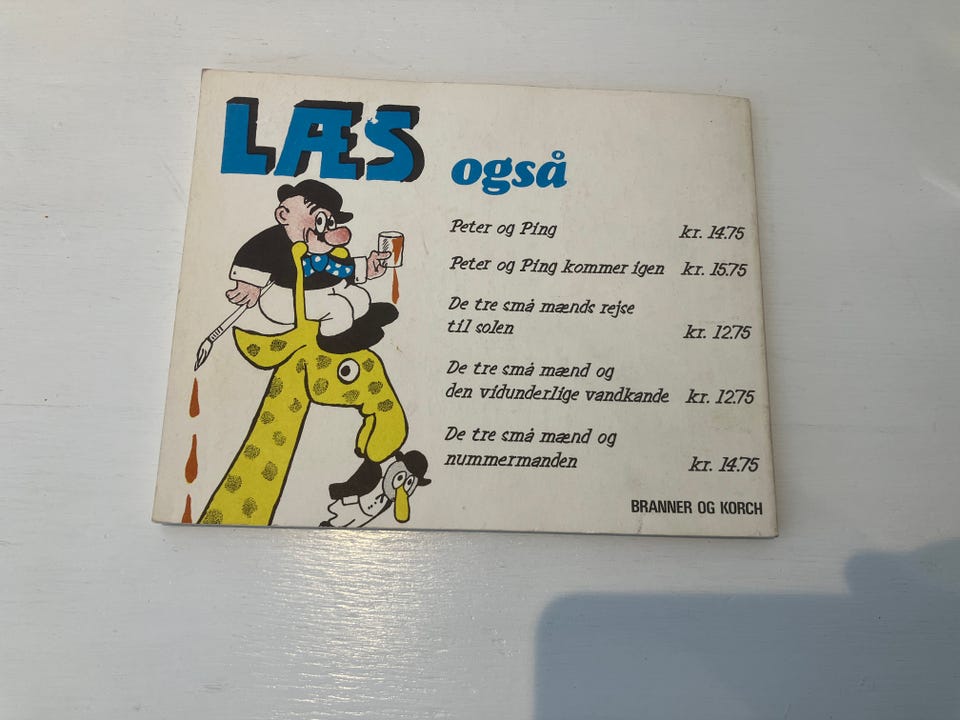 LÆS
også
Peter og Ping kr. 14.75
Peter og Ping kommer igen kr. 15.75
De tre små mænds rejse
til solen kr. 12.75
De tre små mænd og
den vidunderlige vandkande kr. 12.75
De tre små mænd og
nummermanden kr. 14.75
BRANNER OG KORCH